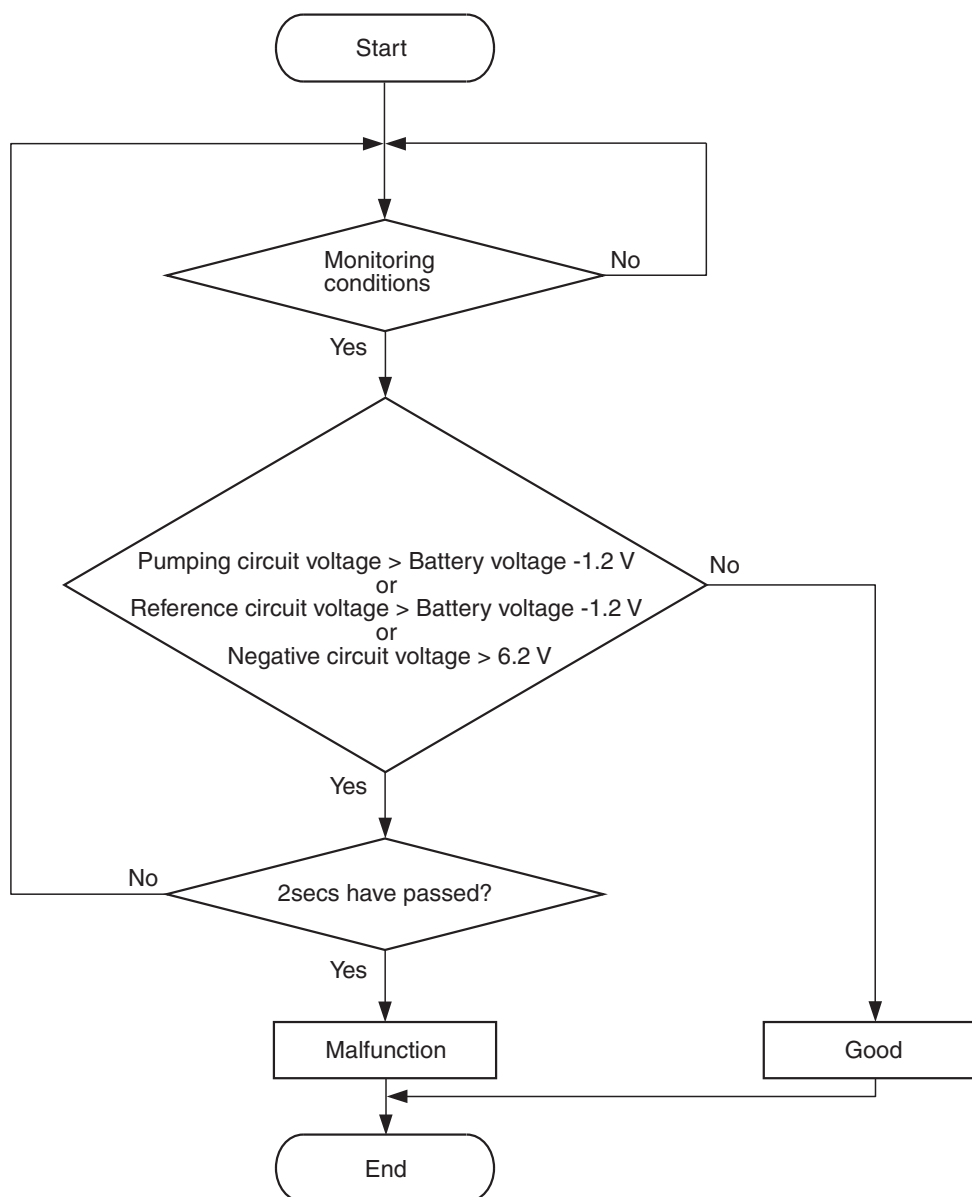 Start
Monitoring
conditions
No
Yes
Pumping circuit voltage > Battery voltage -1.2 V
or
Reference circuit voltage > Battery voltage -1.2 V
or
Negative circuit voltage > 6.2 V
No
Yes
No
2secs have passed?
Yes
Malfunction
Good
End